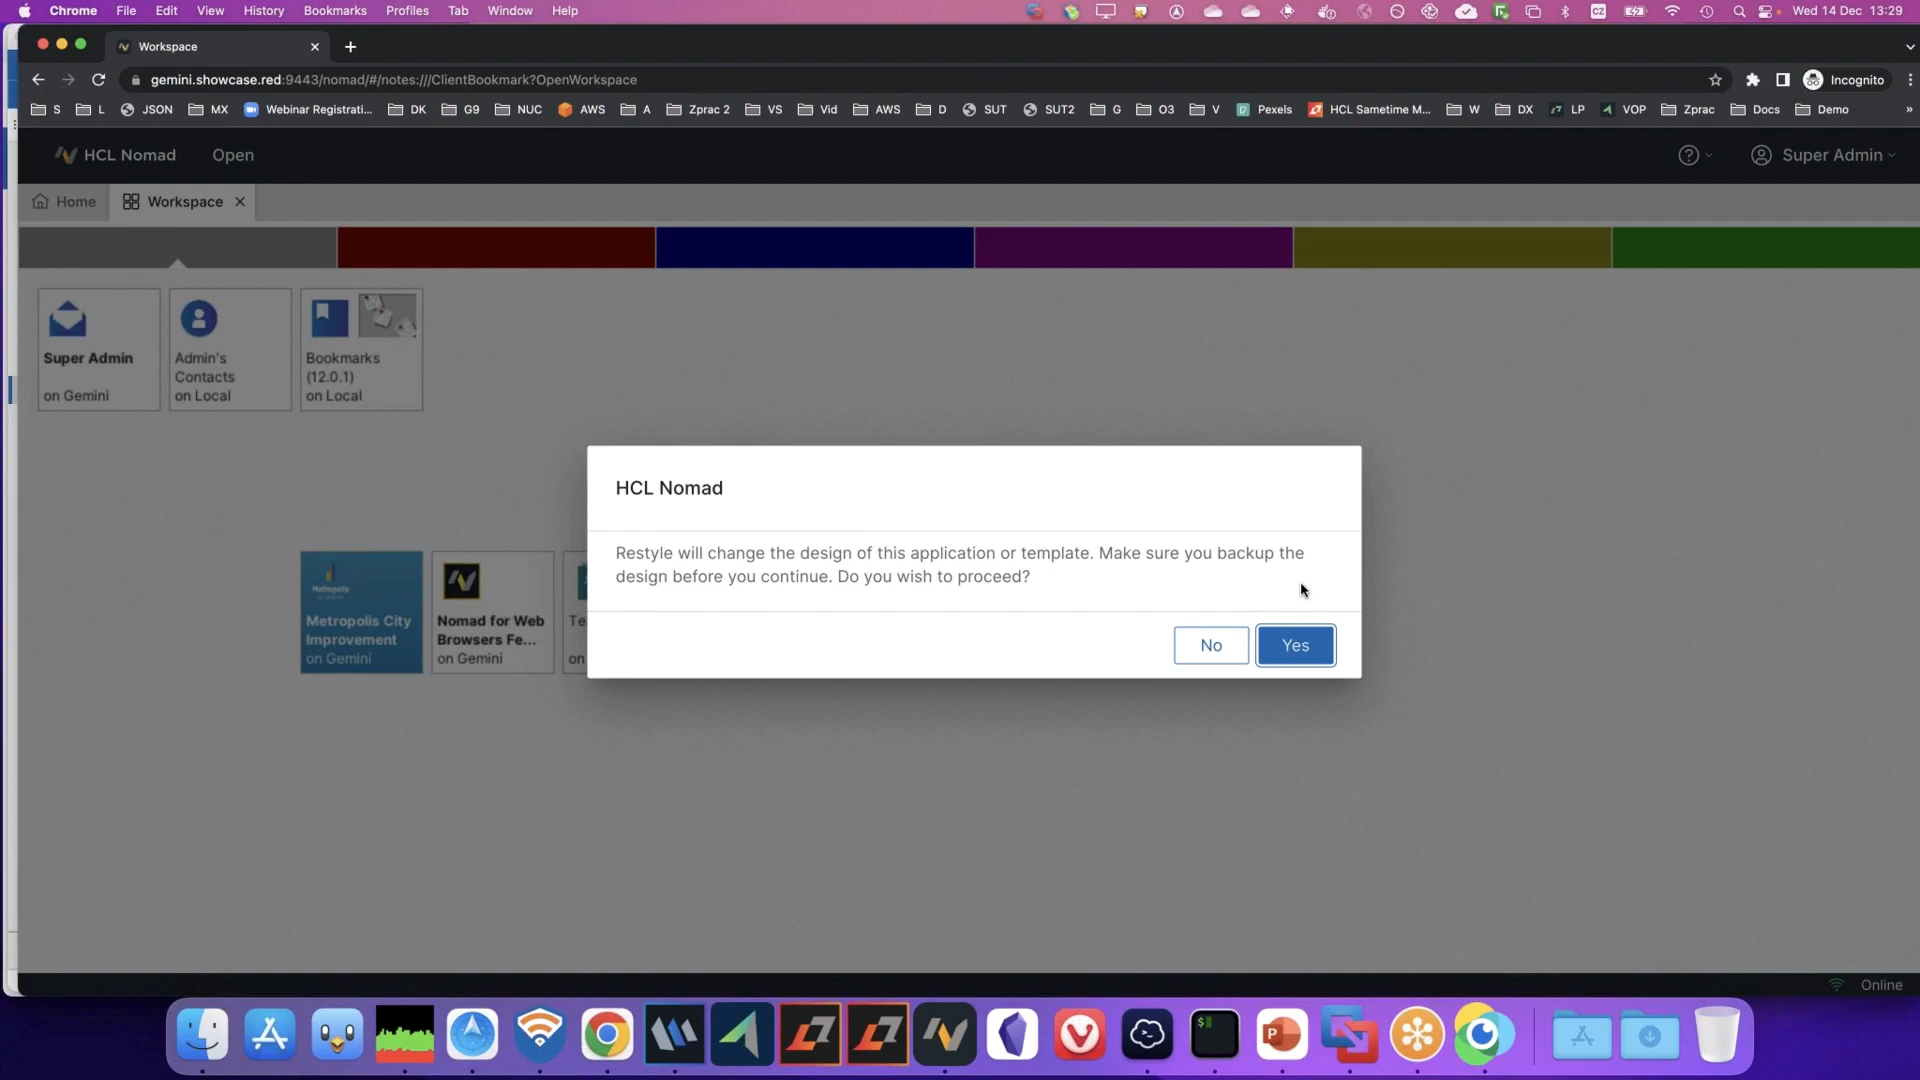 Chrome File Edit View History Bookmarks Profiles Tab Window Help
CZ
Wed 14 Dec 13:29
Workspace
gemini.showcase.red:9443/nomad/#/notes:///ClientBookmark?OpenWorkspace
Incognito
S L JSON MX Webinar Registrati... DK G9 NUC AWS A Zprac 2 VS Vid AWS D SUT SUT2 G O3 V Pexels HCL Sametime M... W DX LP VOP Zprac Docs Demo »
HCL Nomad Open
Super Admin
Home Workspace
Super Admin
on Gemini
Admin's
Contacts
on Local
Bookmarks
(12.0.1)
on Local
HCL Nomad
Restyle will change the design of this application or template. Make sure you backup the
design before you continue. Do you wish to proceed?
No Yes
Metropolis
Metropolis City
Improvement
on Gemini
Nomad for Web
Browsers Fe...
on Gemini
Te
on
Online